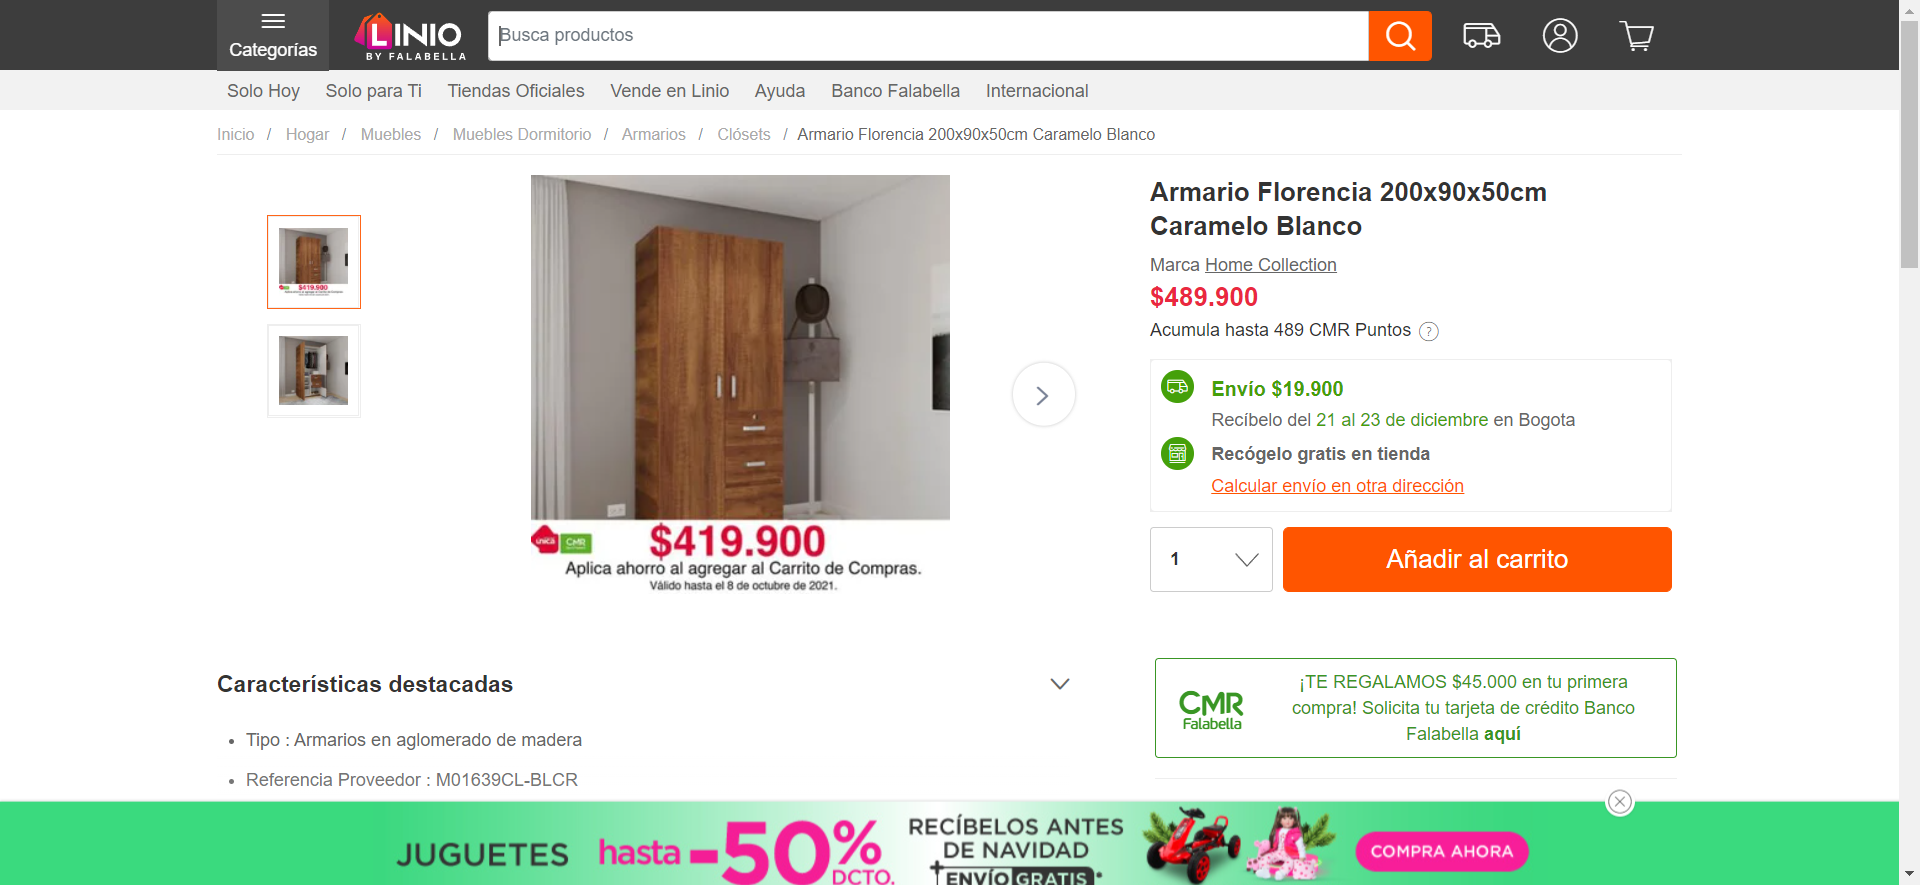 Categorías
LINIO
BY FALABELLA
Busca productos
Solo Hoy
Solo para Ti
Tiendas Oficiales
Vende en Linio
Ayuda
Banco Falabella
Internacional
Inicio / Hogar / Muebles / Muebles Dormitorio / Armarios / Clósets / Armario Florencia 200x90x50cm Caramelo Blanco
$419.900
única
CMR
$419.900
Aplica ahorro al agregar al Carrito de Compras.
Válido hasta el 8 de octubre de 2021.
Armario Florencia 200x90x50cm
Caramelo Blanco
Marca Home Collection
$489.900
Acumula hasta 489 CMR Puntos ?
Envío $19.900
Recíbelo del 21 al 23 de diciembre en Bogota
Recógelo gratis en tienda
Calcular envío en otra dirección
1
Añadir al carrito
Características destacadas
Tipo : Armarios en aglomerado de madera
Referencia Proveedor : M01639CL-BLCR
CMR
Falabella
¡TE REGALAMOS $45.000 en tu primera
compra! Solicita tu tarjeta de crédito Banco
Falabella aquí
JUGUETES hasta -50% DCTO.
RECÍBELOS ANTES
DE NAVIDAD
+ENVÍO GRATIS*
COMPRA AHORA